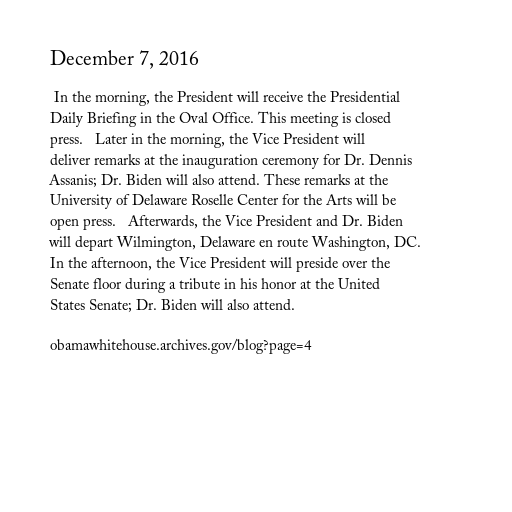 December 7, 2016
In the morning, the President will receive the Presidential
Daily Briefing in the Oval Office. This meeting is closed
press.   Later in the morning, the Vice President will
deliver remarks at the inauguration ceremony for Dr. Dennis
Assanis; Dr. Biden will also attend. These remarks at the
University of Delaware Roselle Center for the Arts will be
open press.   Afterwards, the Vice President and Dr. Biden
will depart Wilmington, Delaware en route Washington, DC.
In the afternoon, the Vice President will preside over the
Senate floor during a tribute in his honor at the United
States Senate; Dr. Biden will also attend.
obamawhitehouse.archives.gov/blog?page=4